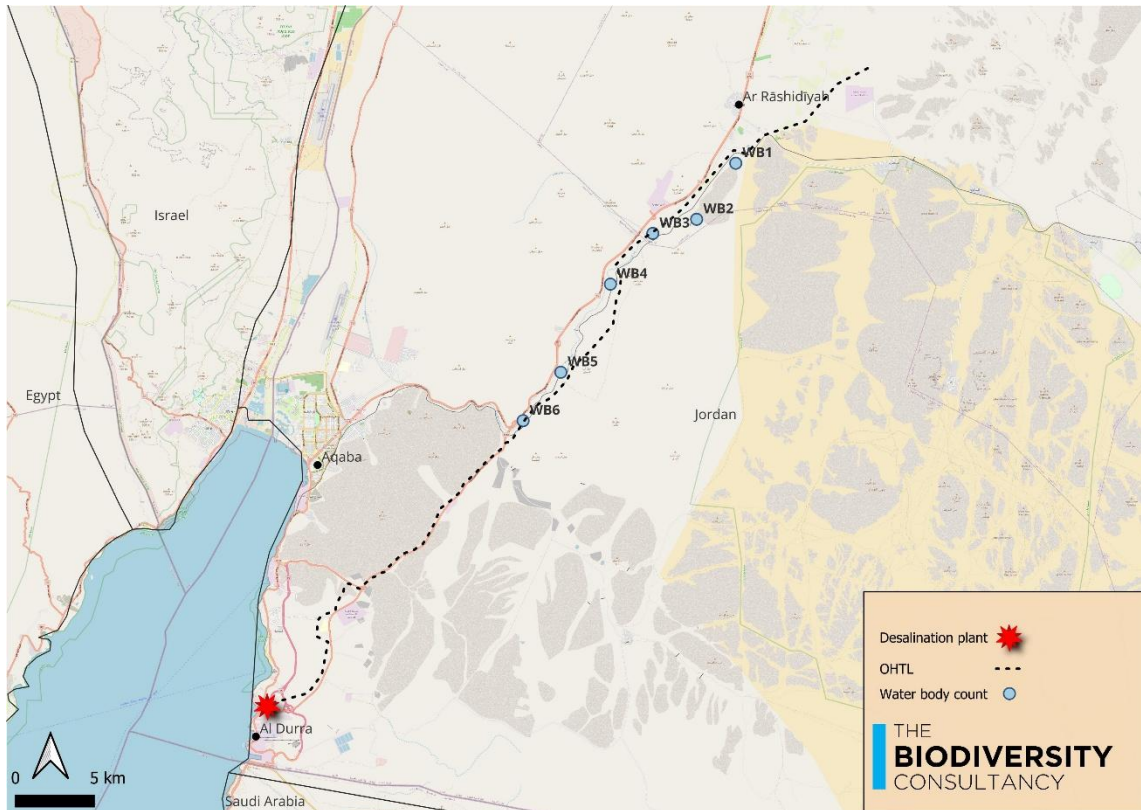 Ar Rāshidīyah
WB1
WB2
WB3
WB4
WB5
WB6
Israel
Egypt
Jordan
Aqaba
Al Durra
Saudi Arabia
0 5 km
Desalination plant
OHTL
Water body count
THE
BIODIVERSITY
CONSULTANCY